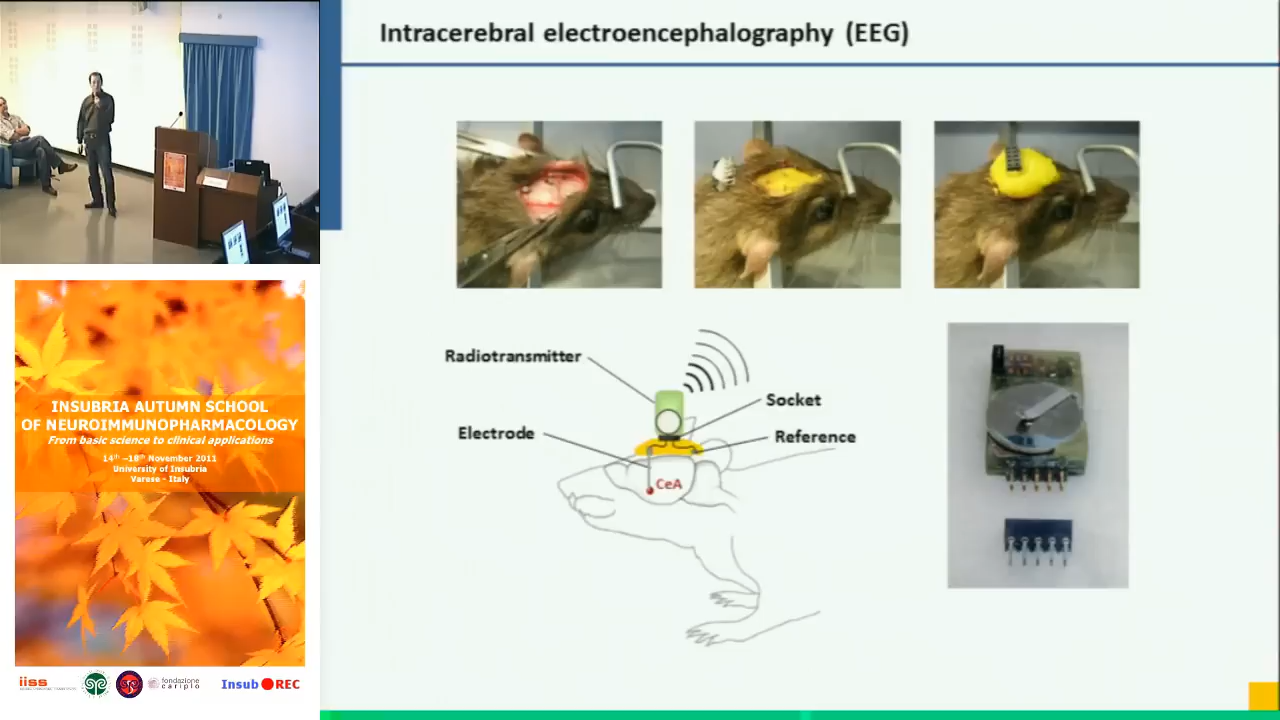 Intracerebral electroencephalography (EEG)
Radiotransmitter
Socket
Electrode
Reference
CeA
INSUBRIA AUTUMN SCHOOL
OF NEUROIMMUNOPHARMACOLOGY
From basic science to clinical applications
14th –18th November 2011
University of Insubria
Varese - Italy
iiss
fondazione
cariplo
Insub REC